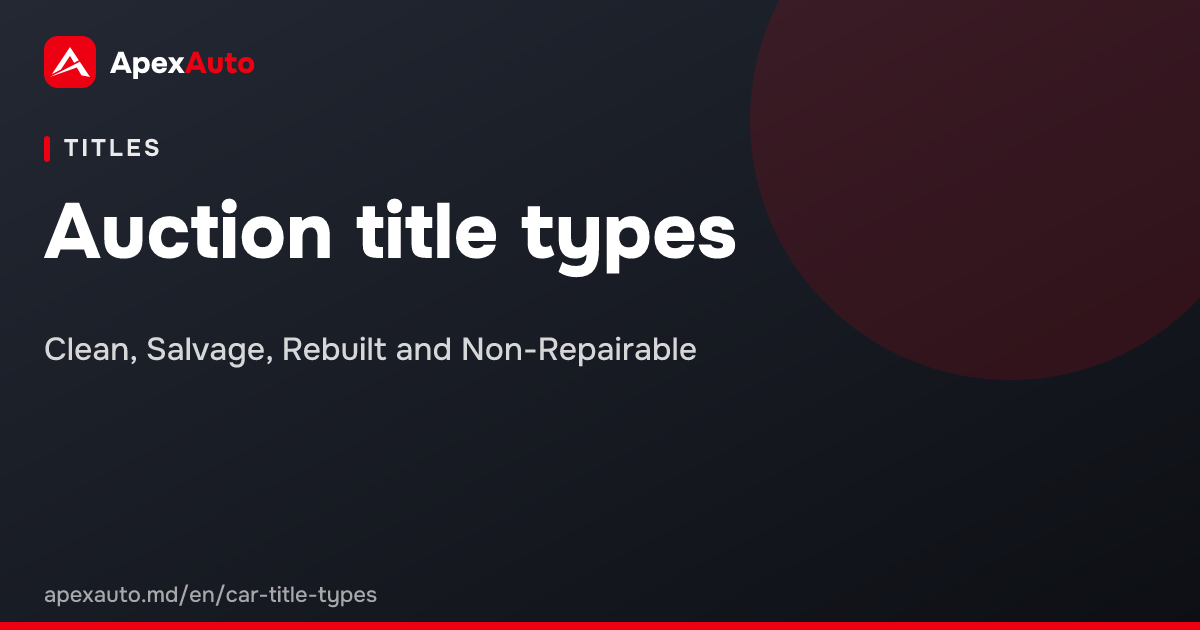 ApexAuto
TITLES
Auction title types
Clean, Salvage, Rebuilt and Non-Repairable
apexauto.md/en/car-title-types